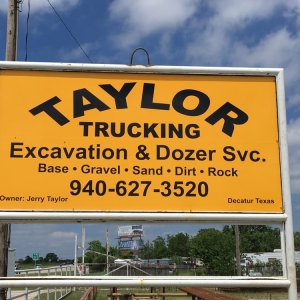 TAYLOR
TRUCKING
Excavation & Dozer Svc.
Base • Gravel • Sand • Dirt • Rock
940-627-3520
Owner: Jerry Taylor
Decatur Texas